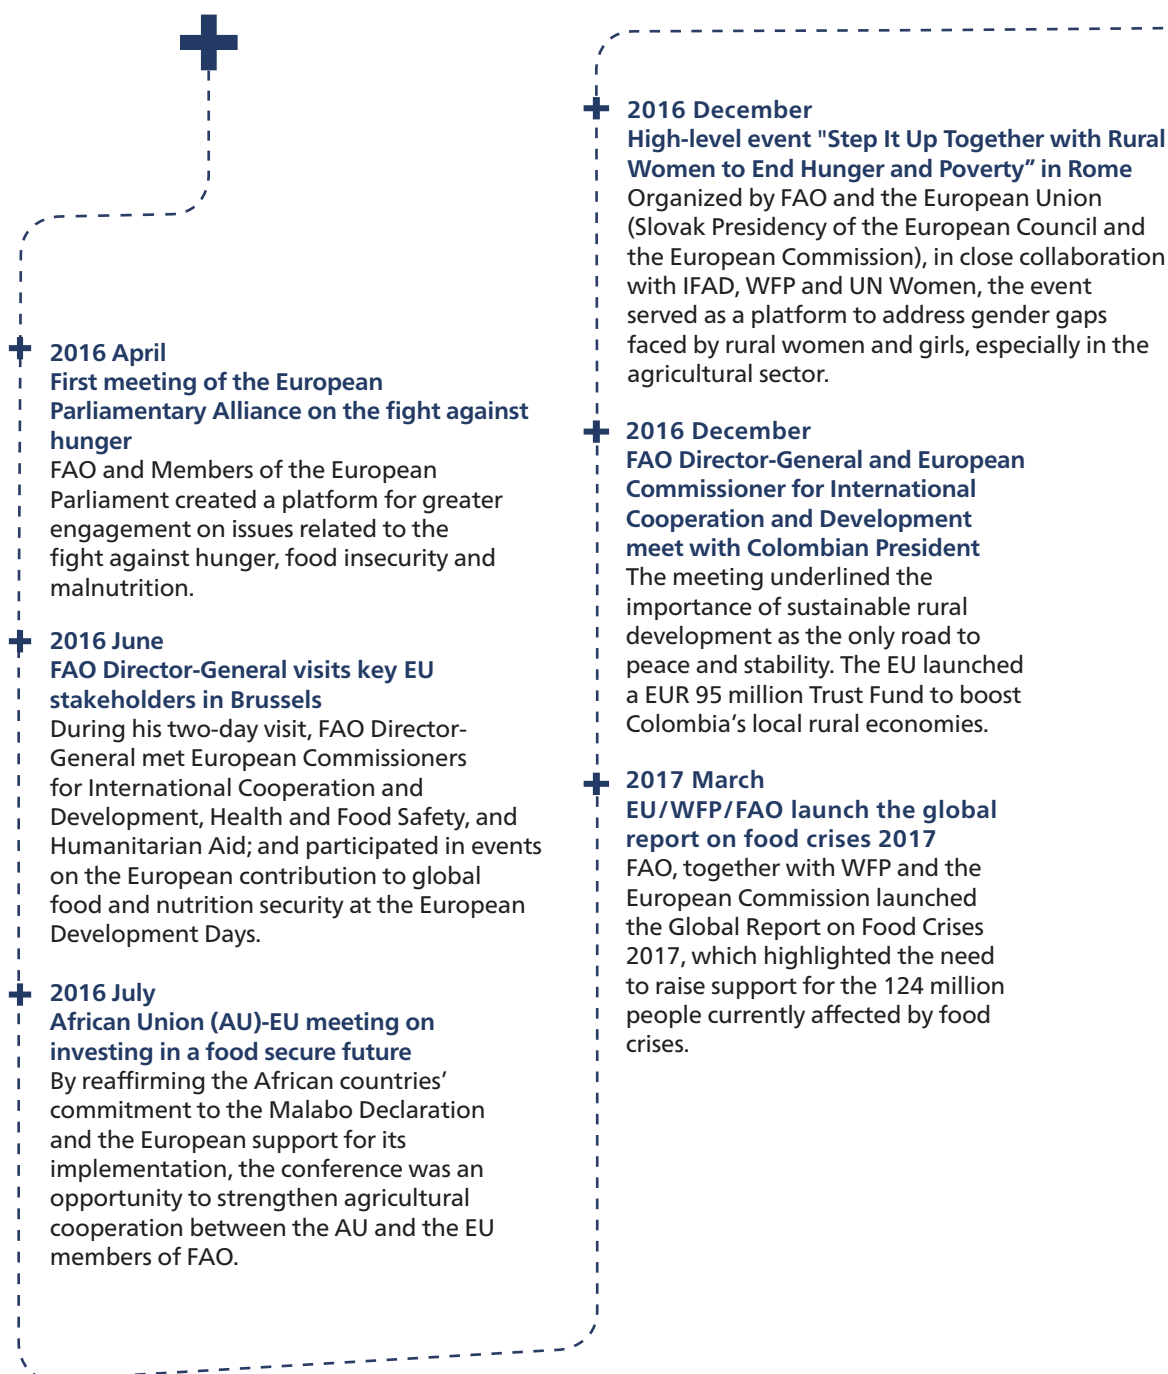 2016 April
First meeting of the European
Parliamentary Alliance on the fight against
hunger
FAO and Members of the European
Parliament created a platform for greater
engagement on issues related to the
fight against hunger, food insecurity and
malnutrition.
2016 June
FAO Director-General visits key EU
stakeholders in Brussels
During his two-day visit, FAO Director-
General met European Commissioners
for International Cooperation and
Development, Health and Food Safety, and
Humanitarian Aid; and participated in events
on the European contribution to global
food and nutrition security at the European
Development Days.
2016 July
African Union (AU)-EU meeting on
investing in a food secure future
By reaffirming the African countries’
commitment to the Malabo Declaration
and the European support for its
implementation, the conference was an
opportunity to strengthen agricultural
cooperation between the AU and the EU
members of FAO.
2016 December
High-level event "Step It Up Together with Rural
Women to End Hunger and Poverty” in Rome
Organized by FAO and the European Union
(Slovak Presidency of the European Council and
the European Commission), in close collaboration
with IFAD, WFP and UN Women, the event
served as a platform to address gender gaps
faced by rural women and girls, especially in the
agricultural sector.
2016 December
FAO Director-General and European
Commissioner for International
Cooperation and Development
meet with Colombian President
The meeting underlined the
importance of sustainable rural
development as the only road to
peace and stability. The EU launched
a EUR 95 million Trust Fund to boost
Colombia’s local rural economies.
2017 March
EU/WFP/FAO launch the global
report on food crises 2017
FAO, together with WFP and the
European Commission launched
the Global Report on Food Crises
2017, which highlighted the need
to raise support for the 124 million
people currently affected by food
crises.